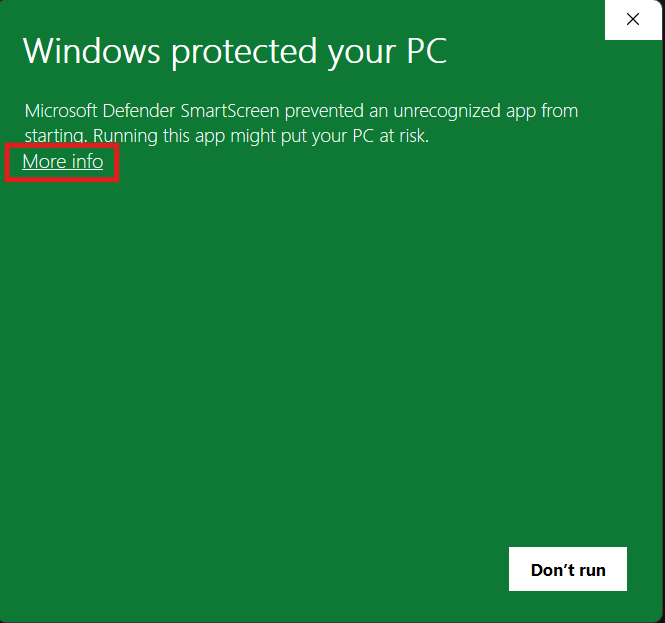 Windows protected your PC
Microsoft Defender SmartScreen prevented an unrecognized app from
starting. Running this app might put your PC at risk.
More info
Don’t run